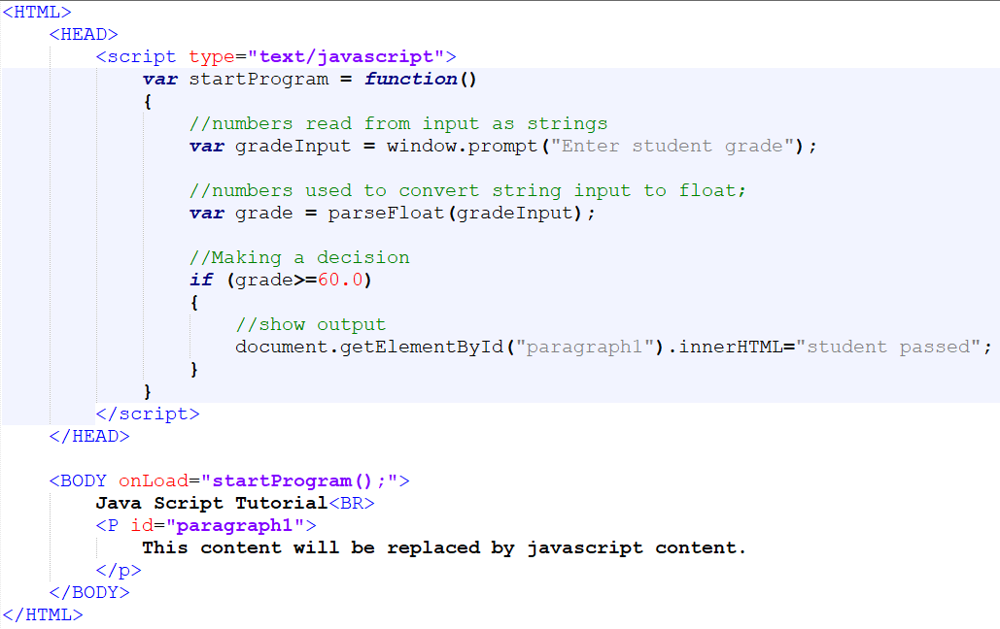 <HTML>
<HEAD>
<script type="text/javascript">
var startProgram = function()
{
//numbers read from input as strings
var gradeInput = window.prompt("Enter student grade");
//numbers used to convert string input to float;
var grade = parseFloat(gradeInput);
//Making a decision
if (grade>=60.0)
{
//show output
document.getElementById("paragraph1").innerHTML="student passed";
}
}
</script>
</HEAD>
<BODY onLoad="startProgram();">
Java Script Tutorial<BR>
<P id="paragraph1">
This content will be replaced by javascript content.
</p>
</BODY>
</HTML>